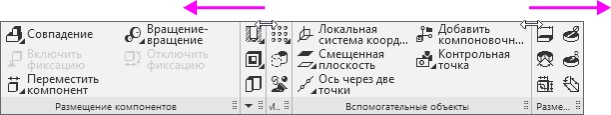 Совпадение
Вращение-
вращение
Включить
фиксацию
Отключить
фиксацию
Переместить
компонент
Размещение компонентов
И..
Локальная
система коорд...
Добавить
компоновочн...
Смещенная
плоскость
Контрольная
точка
Ось через две
точки
Вспомогательные объекты
Разме...